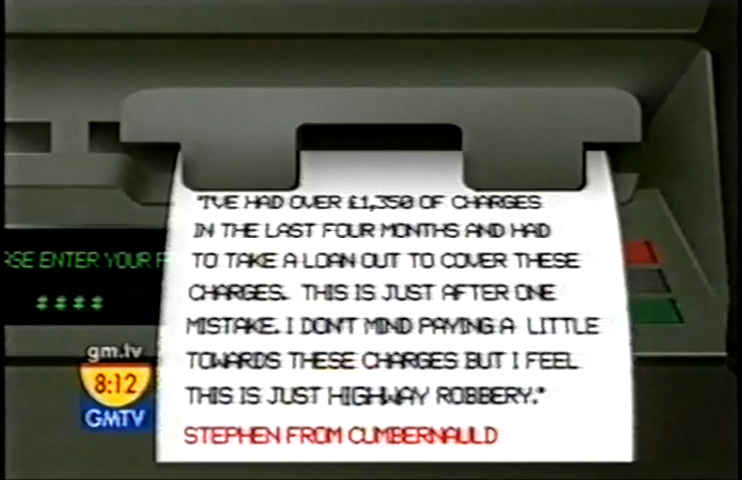 "I'VE HAD OVER £1,350 OF CHARGES
IN THE LAST FOUR MONTHS AND HAD
TO TAKE A LOAN OUT TO COVER THESE
CHARGES. THIS IS JUST AFTER ONE
MISTAKE. I DON'T MIND PAYING A LITTLE
TOWARDS THESE CHARGES BUT I FEEL
THIS IS JUST HIGHWAY ROBBERY."
STEPHEN FROM CUMBERNAULD
ENTER YOUR
####
gm.tv
8:12
GMTV